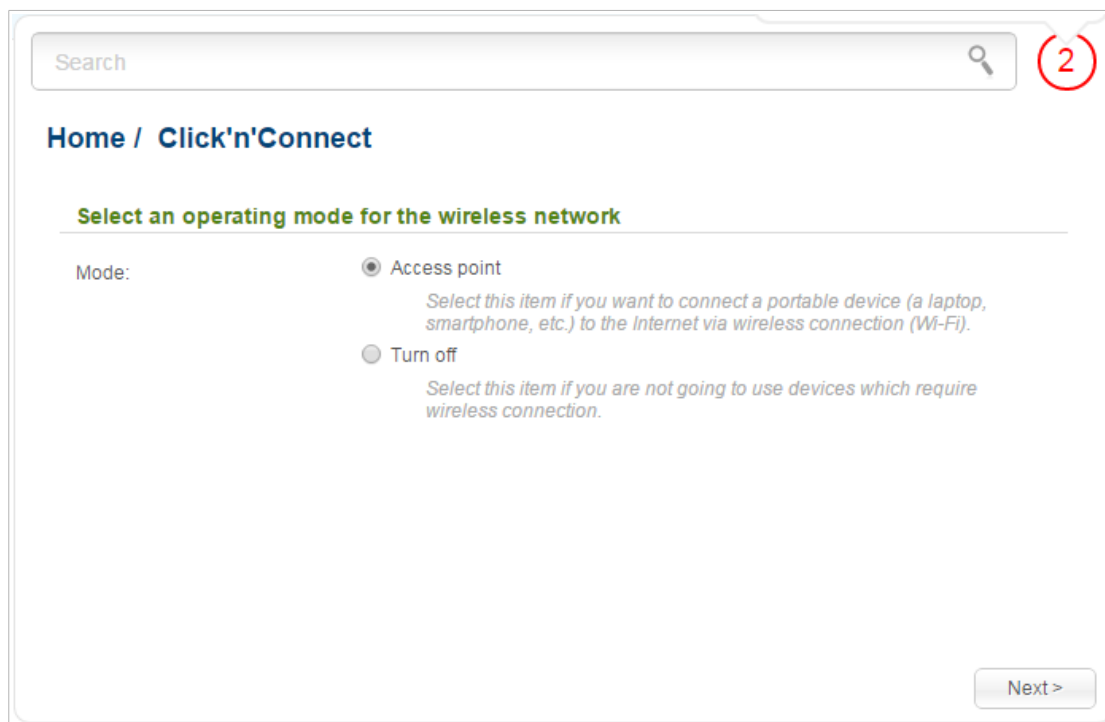 Search
2
Home / Click'n'Connect
Select an operating mode for the wireless network
Mode:
Access point
Select this item if you want to connect a portable device (a laptop,
smartphone, etc.) to the Internet via wireless connection (Wi-Fi).
Turn off
Select this item if you are not going to use devices which require
wireless connection.
Next >